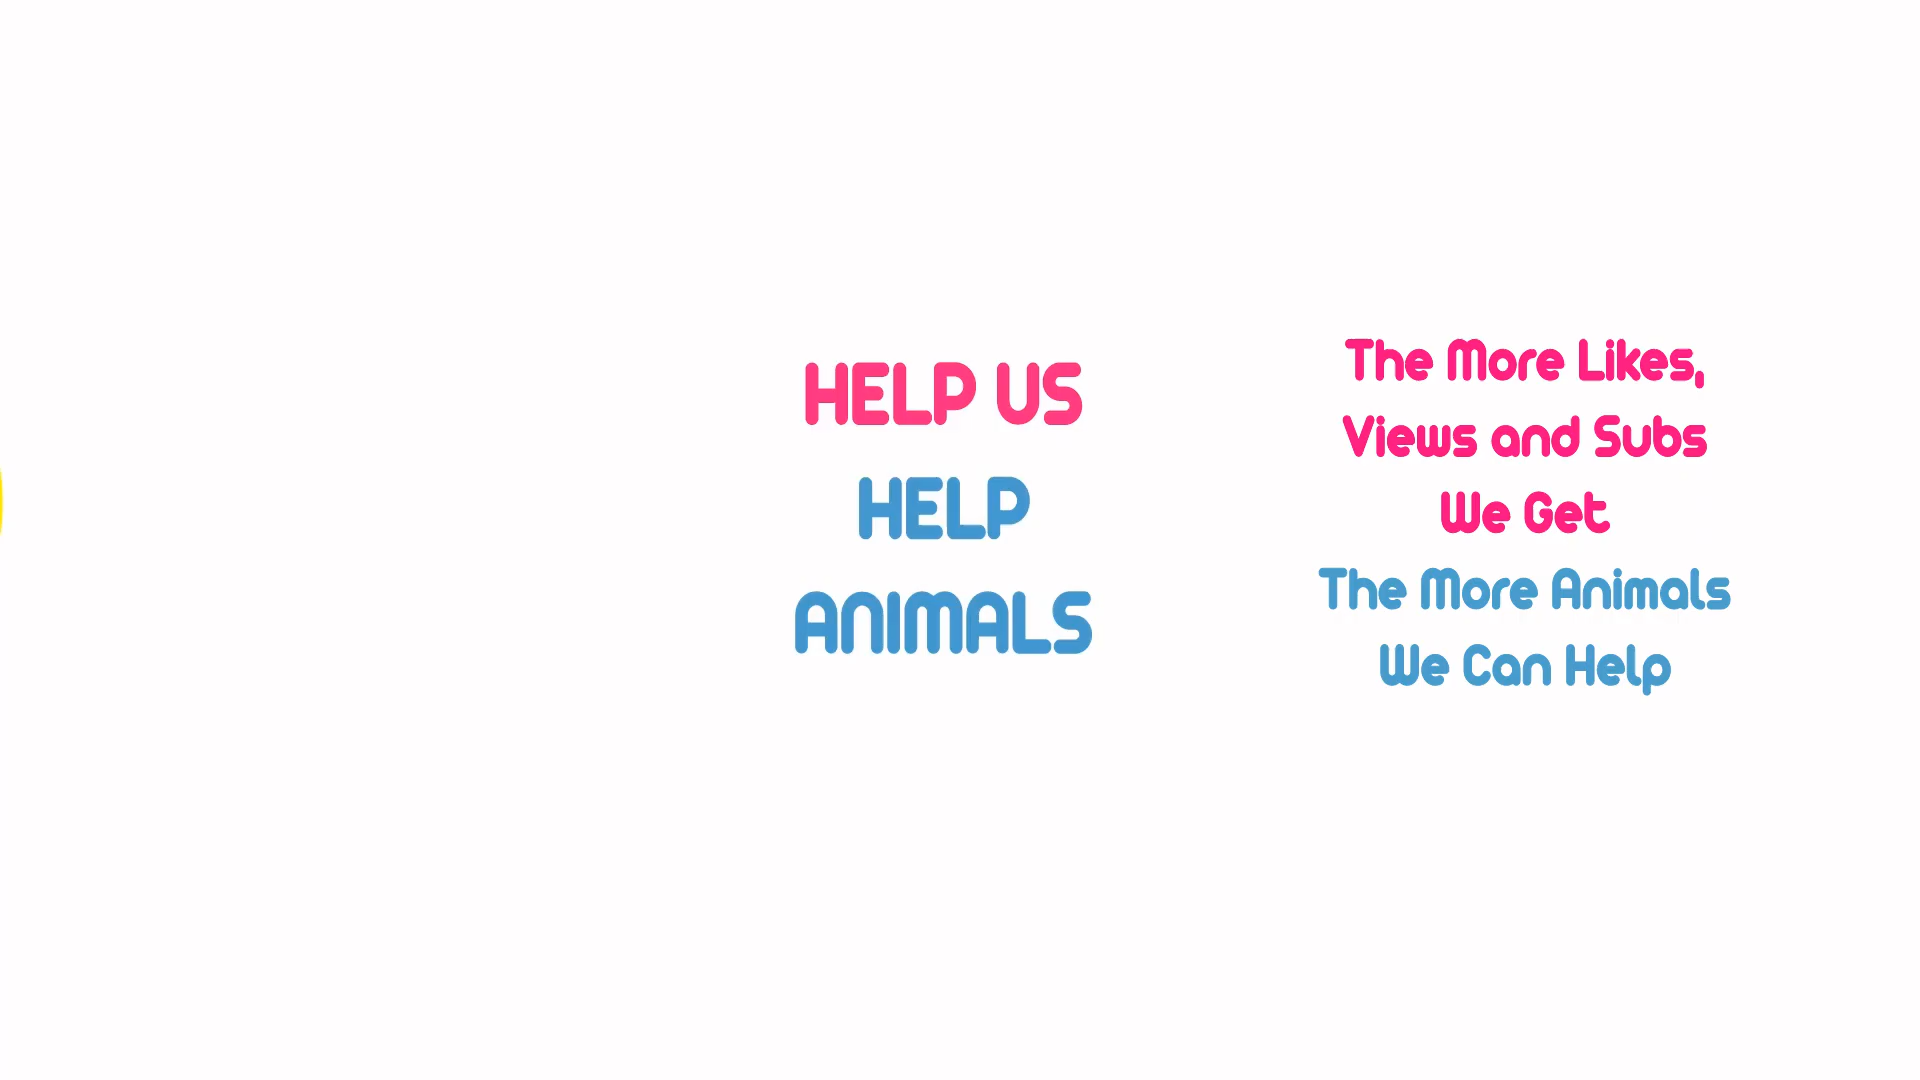 HELP US
HELP
ANIMALS
The More Likes,
Views and Subs
We Get
The More Animals
We Can Help